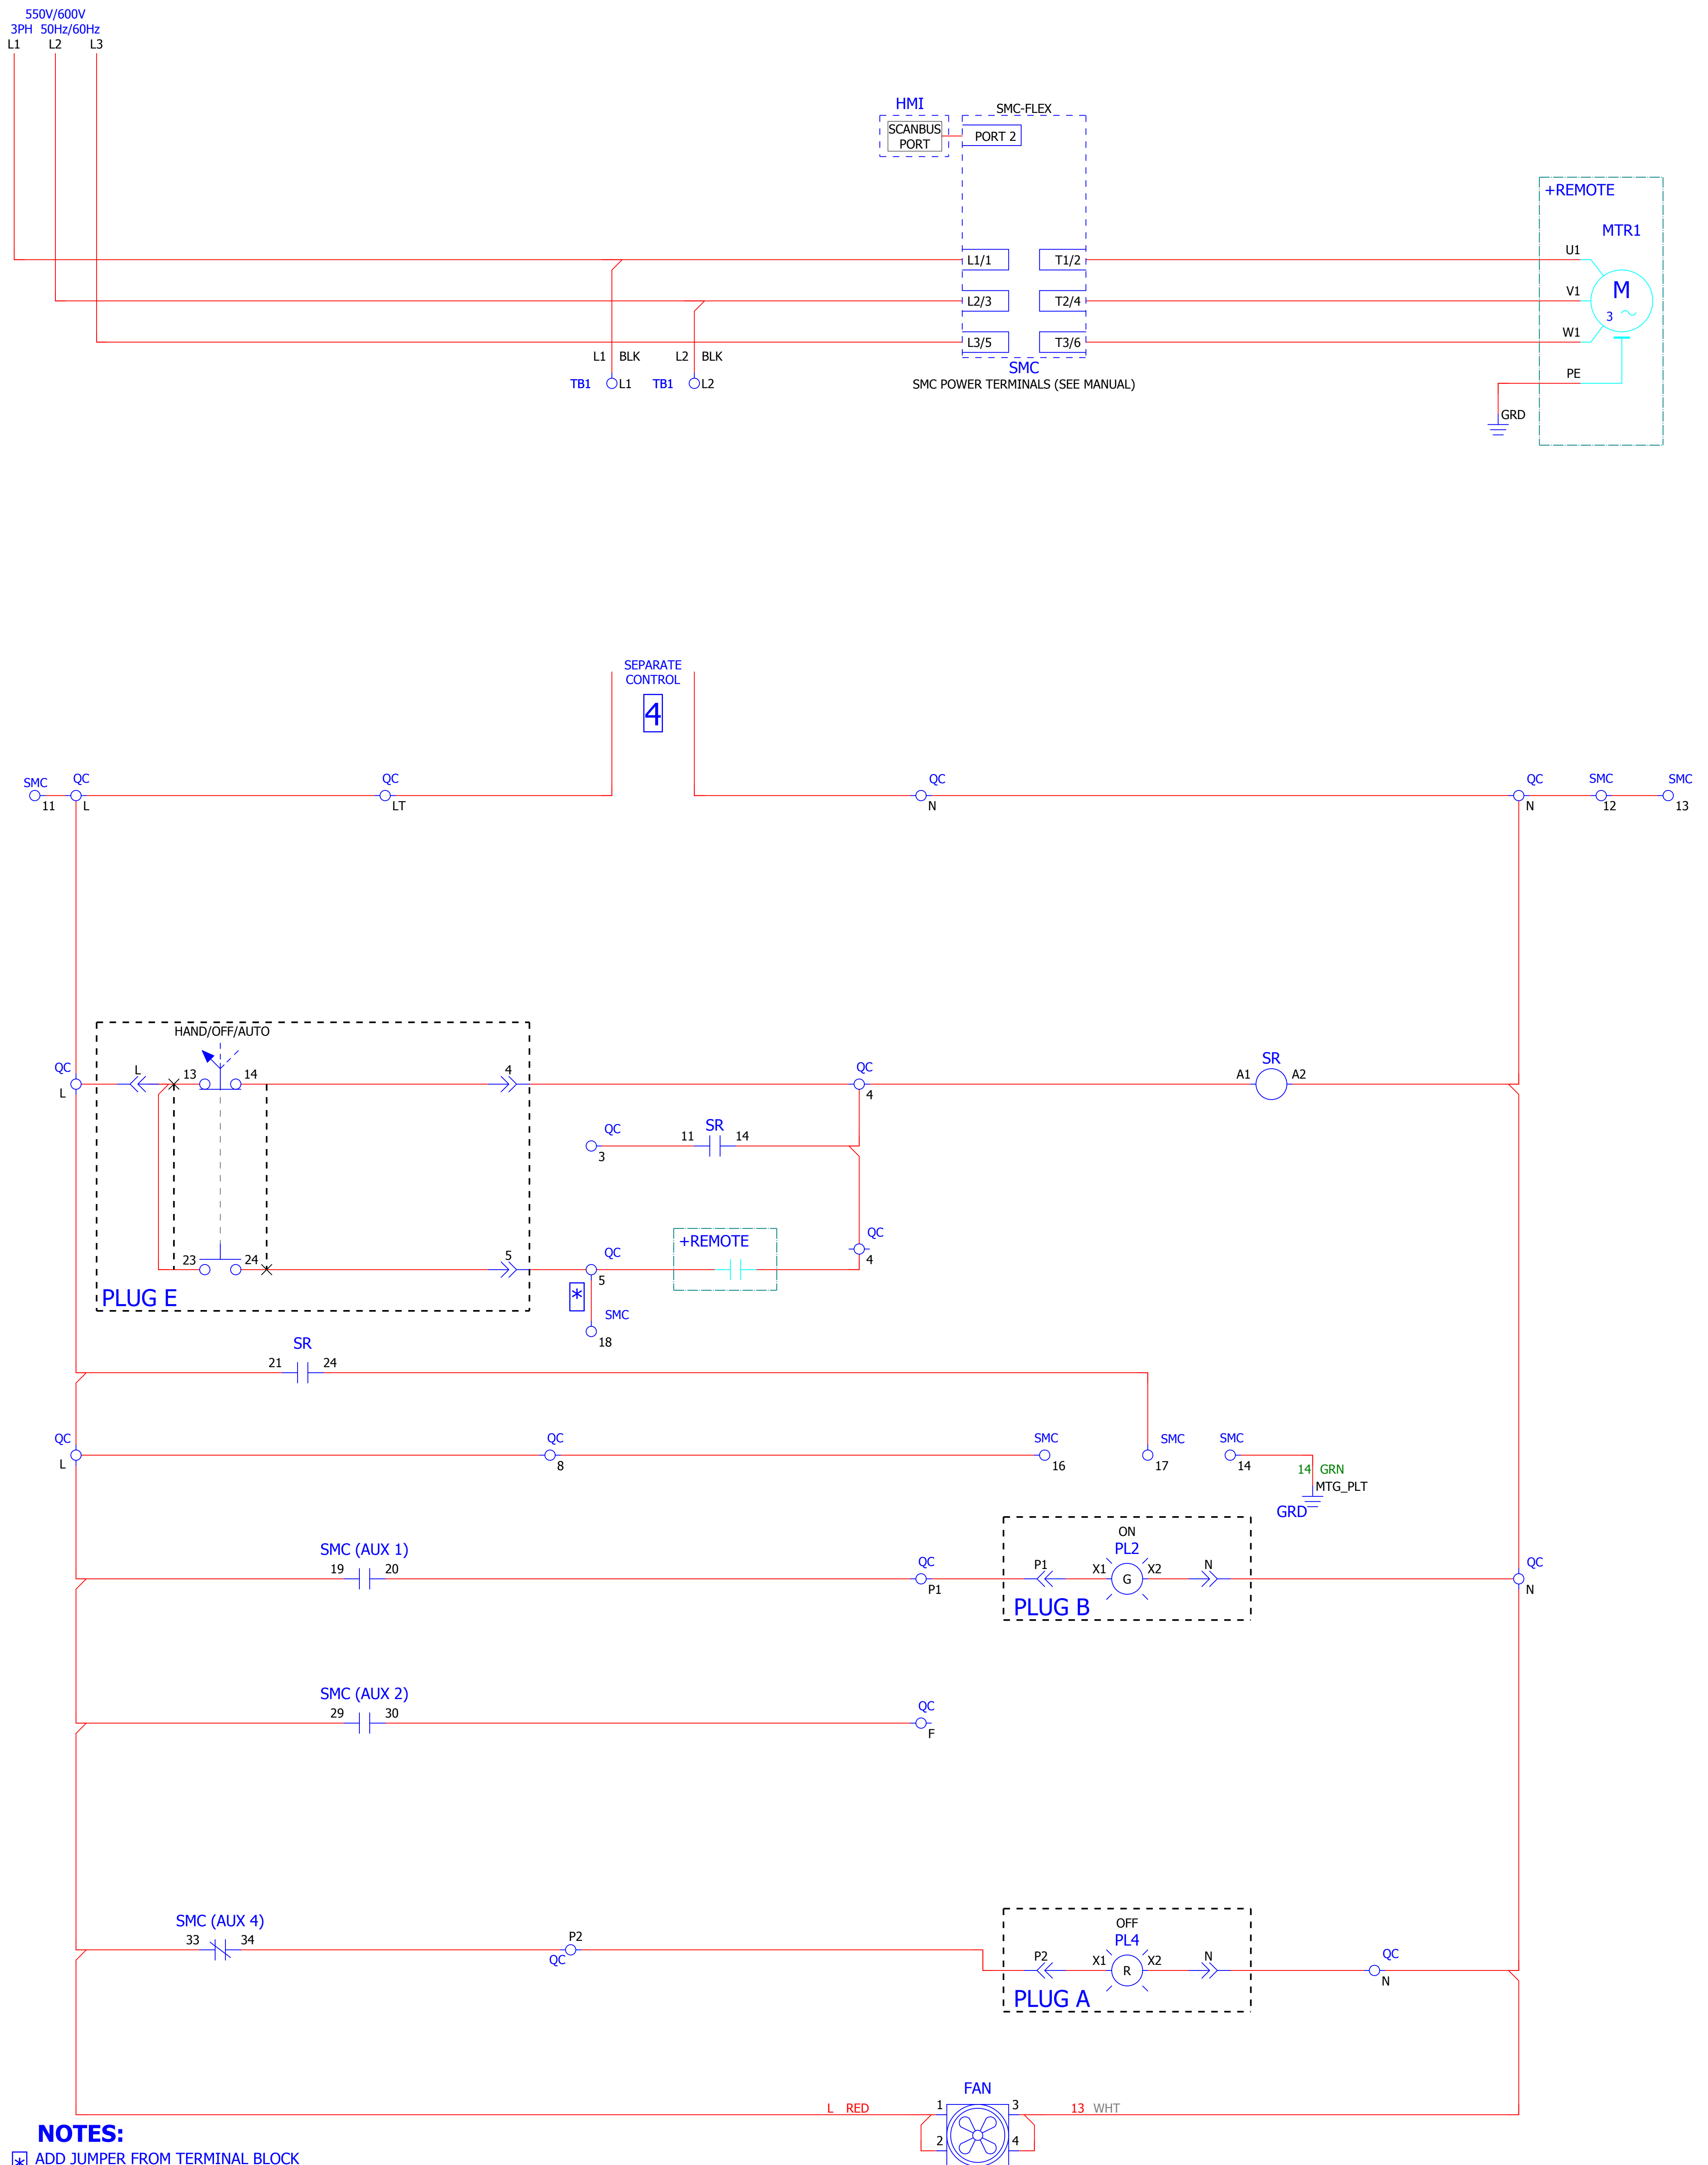 550V/600V
3PH 50Hz/60Hz
L1 L2 L3
HMI
SCANBUS
PORT
SMC-FLEX
PORT 2
+REMOTE
MTR1
L1/1 T1/2 U1
L2/3 T2/4 V1
M
3
L3/5 T3/6 W1
L1 BLK L2 BLK
TB1 L1 TB1 L2
SMC
SMC POWER TERMINALS (SEE MANUAL)
PE
GRD
SEPARATE
CONTROL
4
SMC QC QC QC QC SMC SMC
11 L LT N N 12 13
HAND/OFF/AUTO
QC L 13 14 4 QC A1 SR A2
L 4
QC 11 SR 14
3
QC
4
+REMOTE
23 24 5 QC
5
PLUG E
*
SMC
18
SR
21 24
QC QC SMC SMC SMC
L 8 16 17 14
14 GRN
MTG_PLT
GRD
ON
PL2
SMC (AUX 1)
19 20 QC P1 X1 G X2 N QC
P1 N
PLUG B
SMC (AUX 2)
29 30 QC
F
OFF
PL4
SMC (AUX 4)
33 34 P2
QC
P2 X1 R X2 N QC
N
PLUG A
FAN
L RED 1 3 13 WHT
2 4
NOTES:
* ADD JUMPER FROM TERMINAL BLOCK